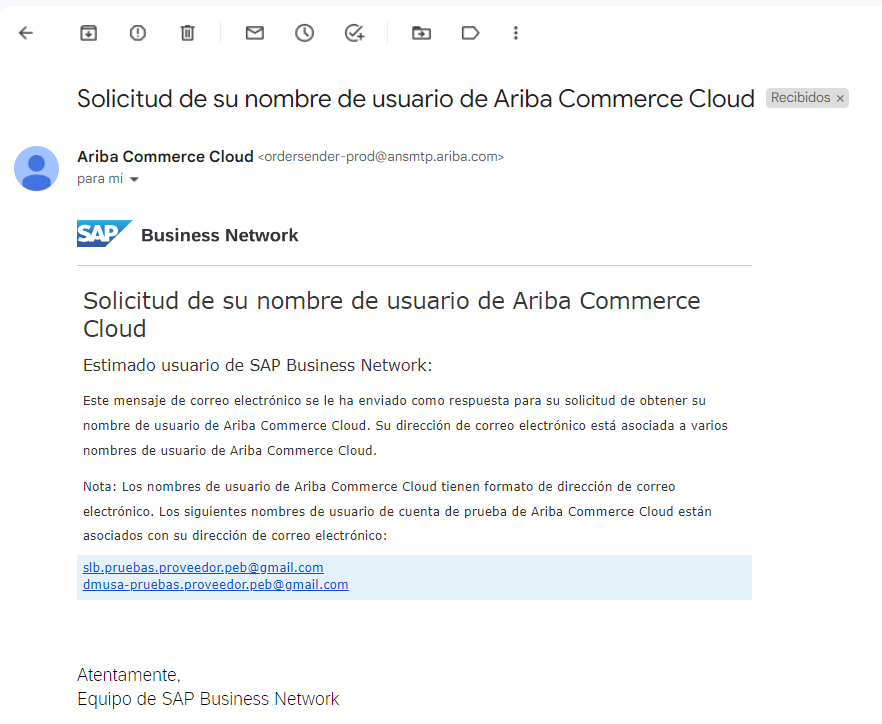 Solicitud de su nombre de usuario de Ariba Commerce Cloud Recibidos ×
Ariba Commerce Cloud <ordersender-prod@ansmtp.ariba.com>
para mí
SAP Business Network
Solicitud de su nombre de usuario de Ariba Commerce
Cloud
Estimado usuario de SAP Business Network:
Este mensaje de correo electrónico se le ha enviado como respuesta para su solicitud de obtener su
nombre de usuario de Ariba Commerce Cloud. Su dirección de correo electrónico está asociada a varios
nombres de usuario de Ariba Commerce Cloud.
Nota: Los nombres de usuario de Ariba Commerce Cloud tienen formato de dirección de correo
electrónico. Los siguientes nombres de usuario de cuenta de prueba de Ariba Commerce Cloud están
asociados con su dirección de correo electrónico:
slb.pruebas.proveedor.peb@gmail.com
dmusa-pruebas.proveedor.peb@gmail.com
Atentamente,
Equipo de SAP Business Network